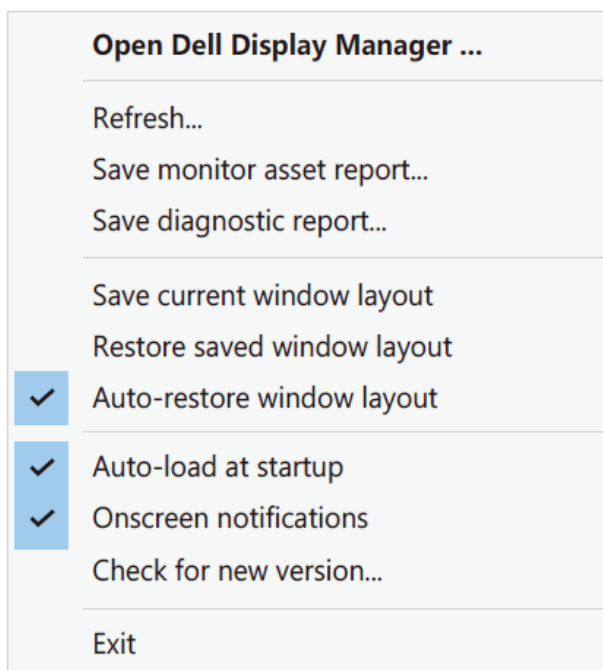 Open Dell Display Manager ...
Refresh...
Save monitor asset report...
Save diagnostic report...
Save current window layout
Restore saved window layout
Auto-restore window layout
Auto-load at startup
Onscreen notifications
Check for new version...
Exit